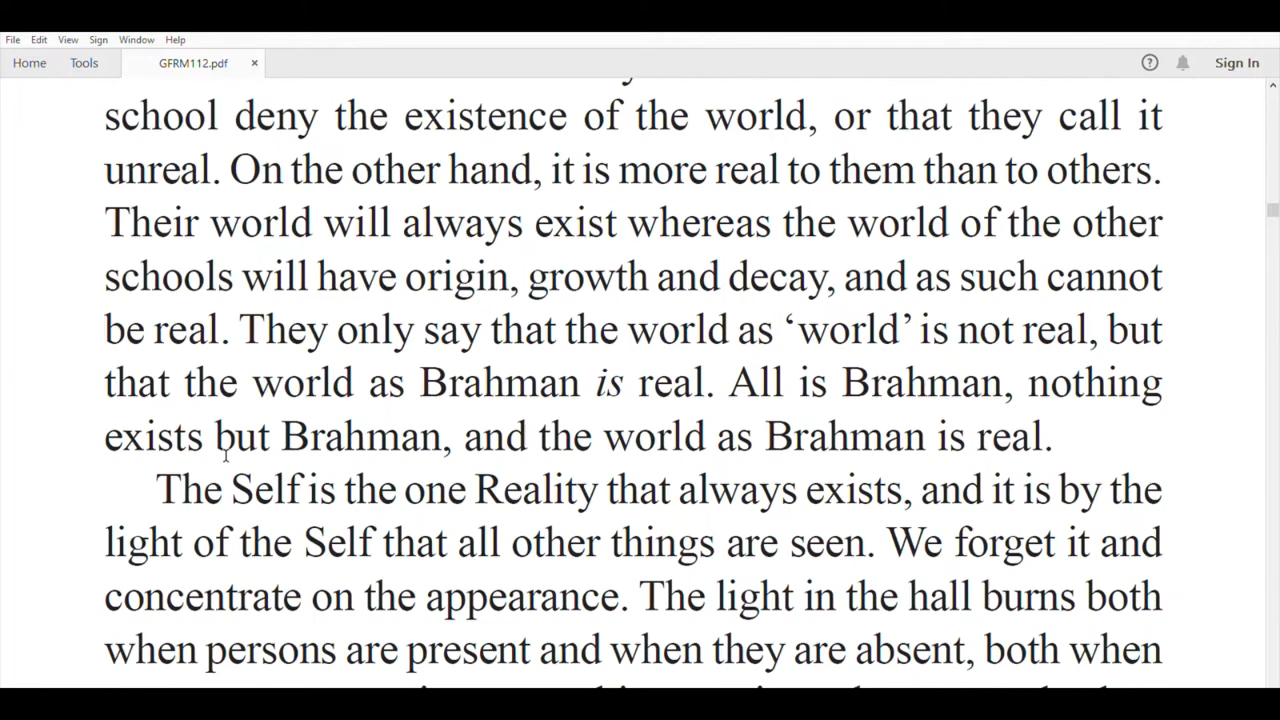 File Edit View Sign Window Help
Home Tools GFRM112.pdf × Sign In
school deny the existence of the world, or that they call it
unreal. On the other hand, it is more real to them than to others.
Their world will always exist whereas the world of the other
schools will have origin, growth and decay, and as such cannot
be real. They only say that the world as ‘world’ is not real, but
that the world as Brahman is real. All is Brahman, nothing
exists but Brahman, and the world as Brahman is real.
The Self is the one Reality that always exists, and it is by the
light of the Self that all other things are seen. We forget it and
concentrate on the appearance. The light in the hall burns both
when persons are present and when they are absent, both when